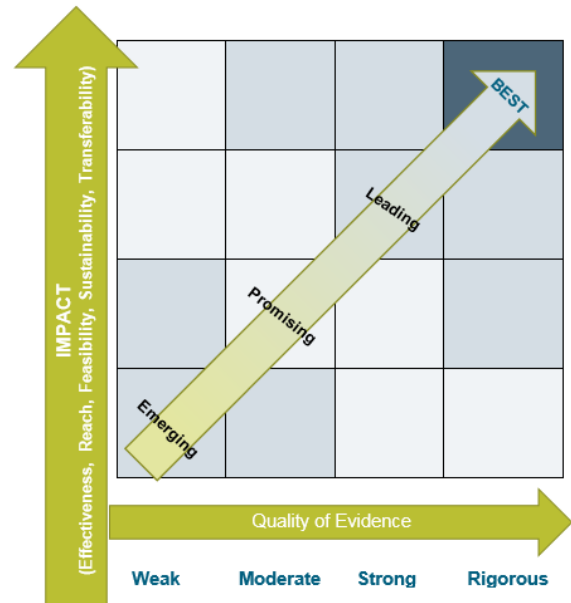 IMPACT
(Effectiveness, Reach, Feasibility, Sustainability, Transferability)
BEST
Leading
Promising
Emerging
Quality of Evidence
Weak Moderate Strong Rigorous